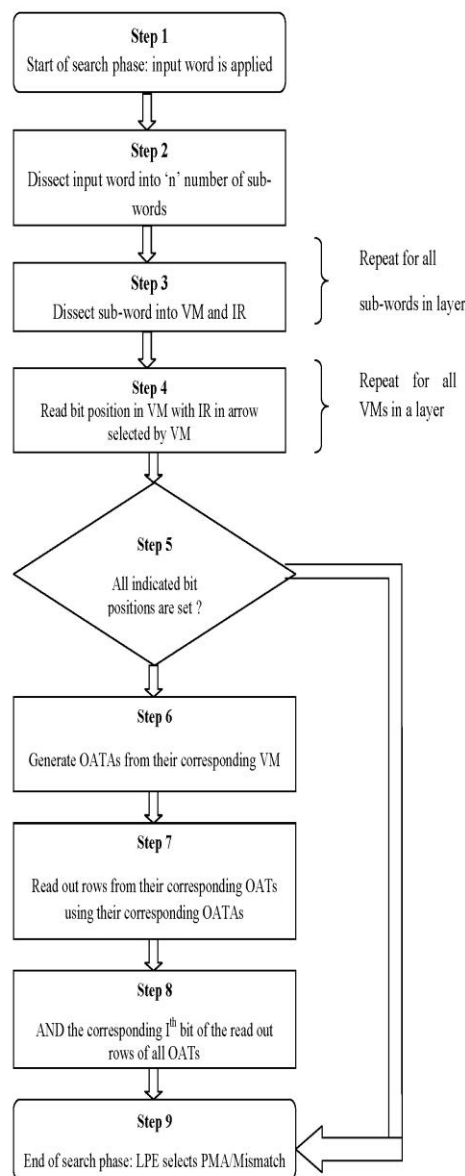 Step 1
Start of search phase: input word is applied
Step 2
Dissect input word into ‘n’ number of sub-
words
Step 3
Dissect sub-word into VM and IR
Repeat for all
sub-words in layer
Step 4
Read bit position in VM with IR in arrow
selected by VM
Repeat for all
VMs in a layer
Step 5
All indicated bit
positions are set ?
Step 6
Generate OATAs from their corresponding VM
Step 7
Read out rows from their corresponding OATs
using their corresponding OATAs
Step 8
AND the corresponding Iᵗʰ bit of the read out
rows of all OATs
Step 9
End of search phase: LPE selects PMA/Mismatch